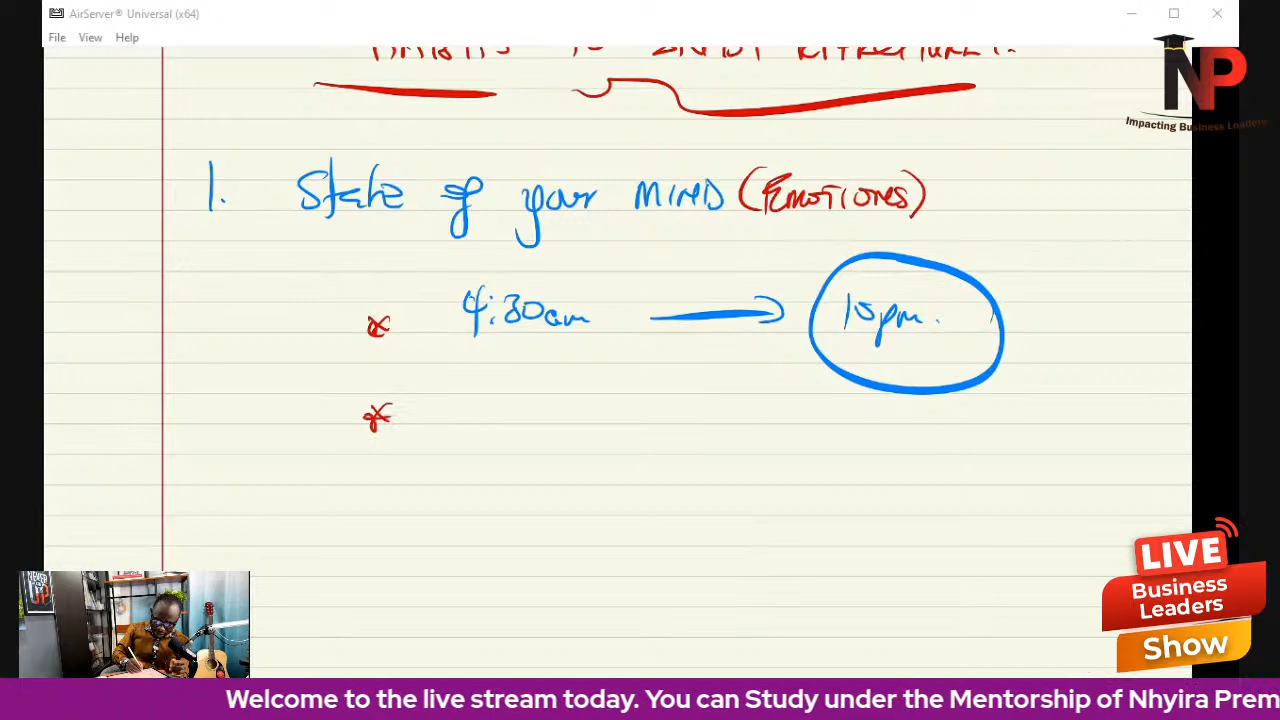 AirServer® Universal (x64)
File View Help
NP
Impacting Business Leaders
1. State of your MIND (Emotiones)
* 4:30am → 10pm.
*
LIVE
Business
Leaders
Show
Welcome to the live stream today. You can Study under the Mentorship of Nhyira Prem